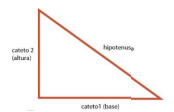 cateto 2
(altura)
hipotenusa
cateto1 (base)